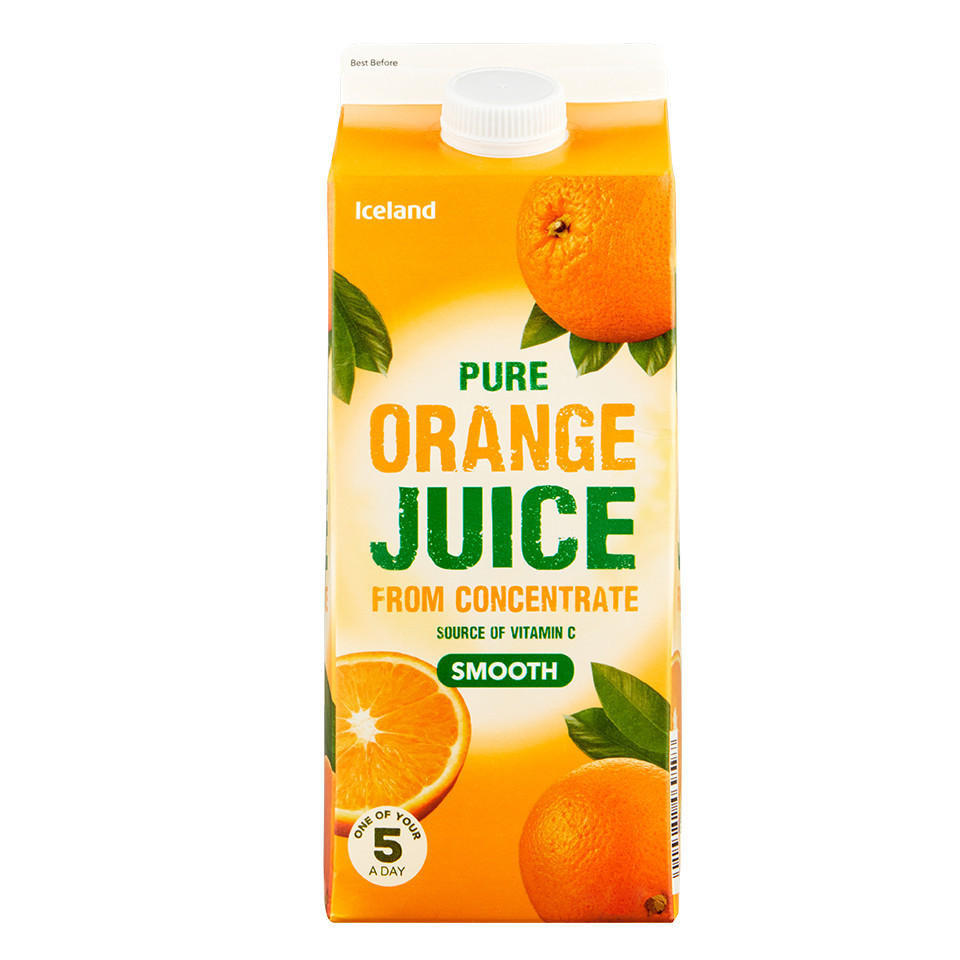 Best Before
Iceland
PURE
ORANGE
JUICE
FROM CONCENTRATE
SOURCE OF VITAMIN C
SMOOTH
ONE OF YOUR
5
A DAY